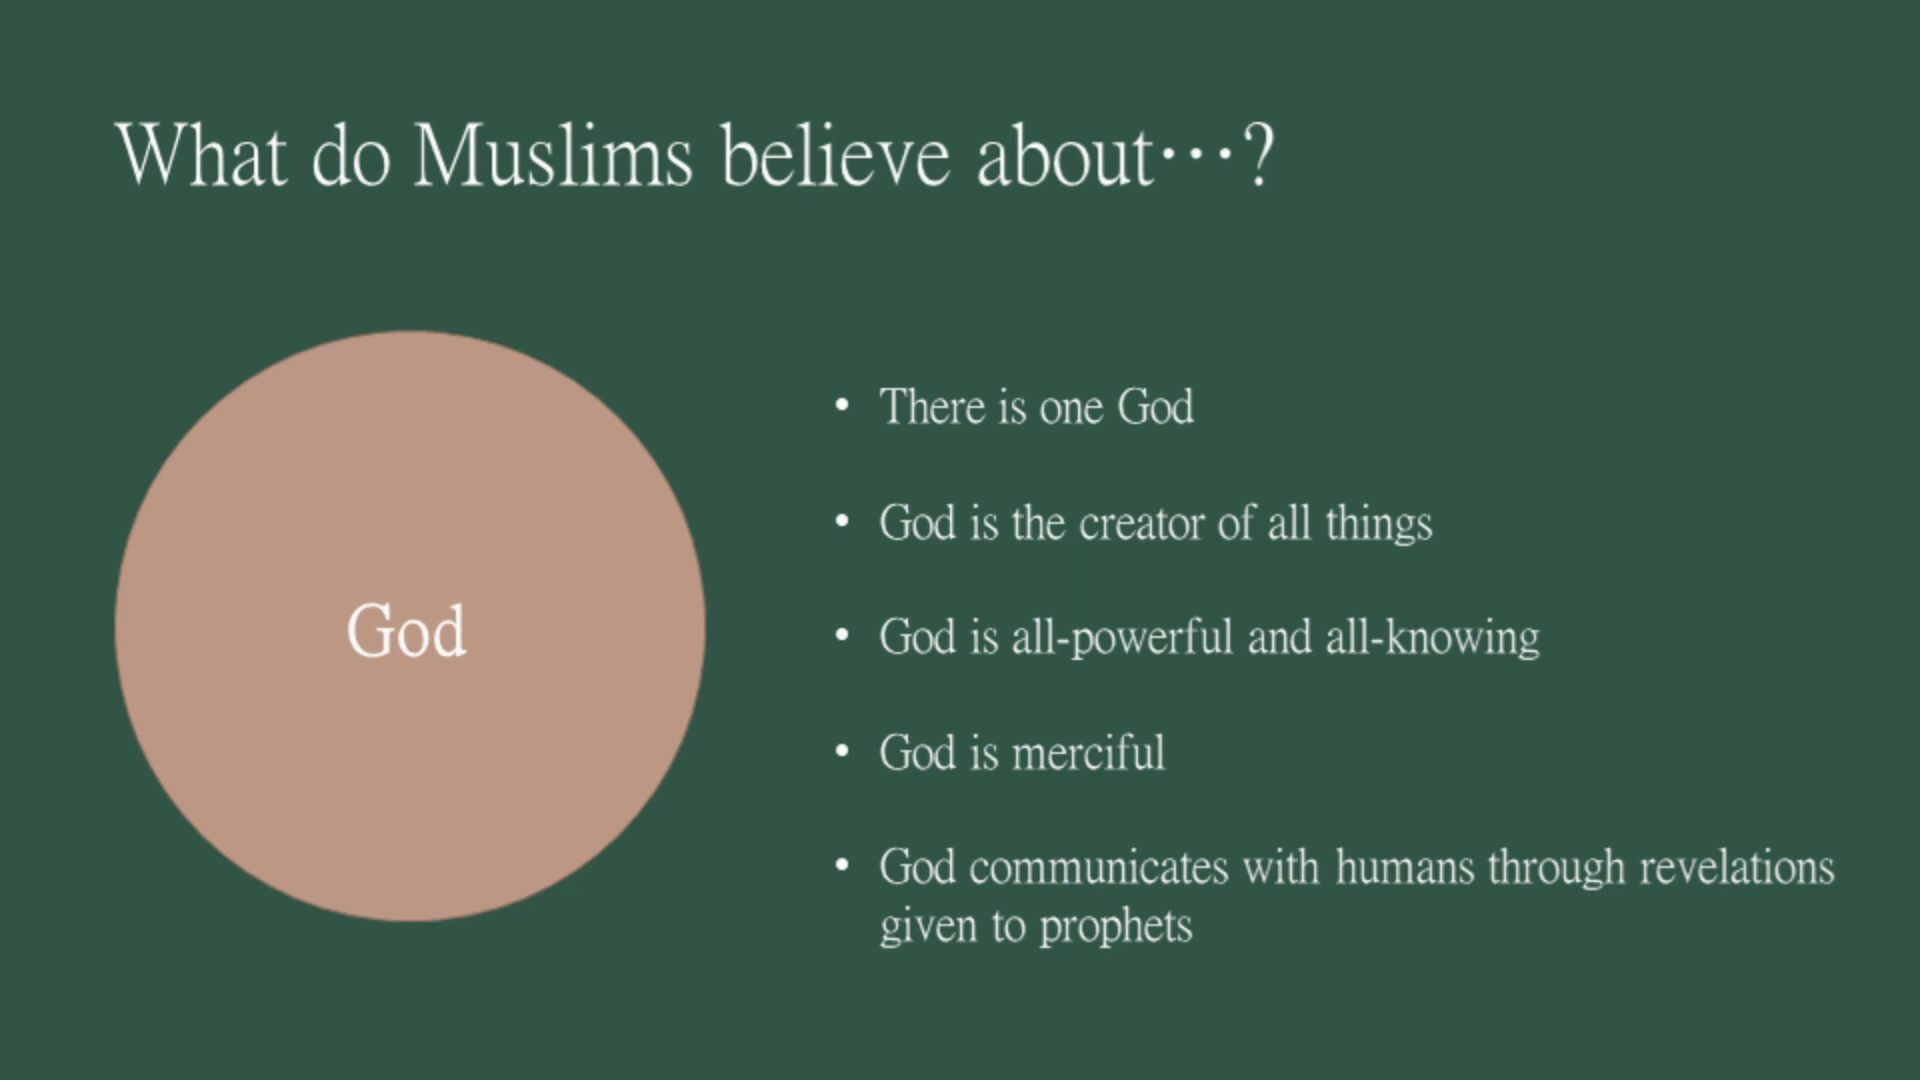 What do Muslims believe about···?
God
• There is one God
• God is the creator of all things
• God is all-powerful and all-knowing
• God is merciful
• God communicates with humans through revelations
given to prophets